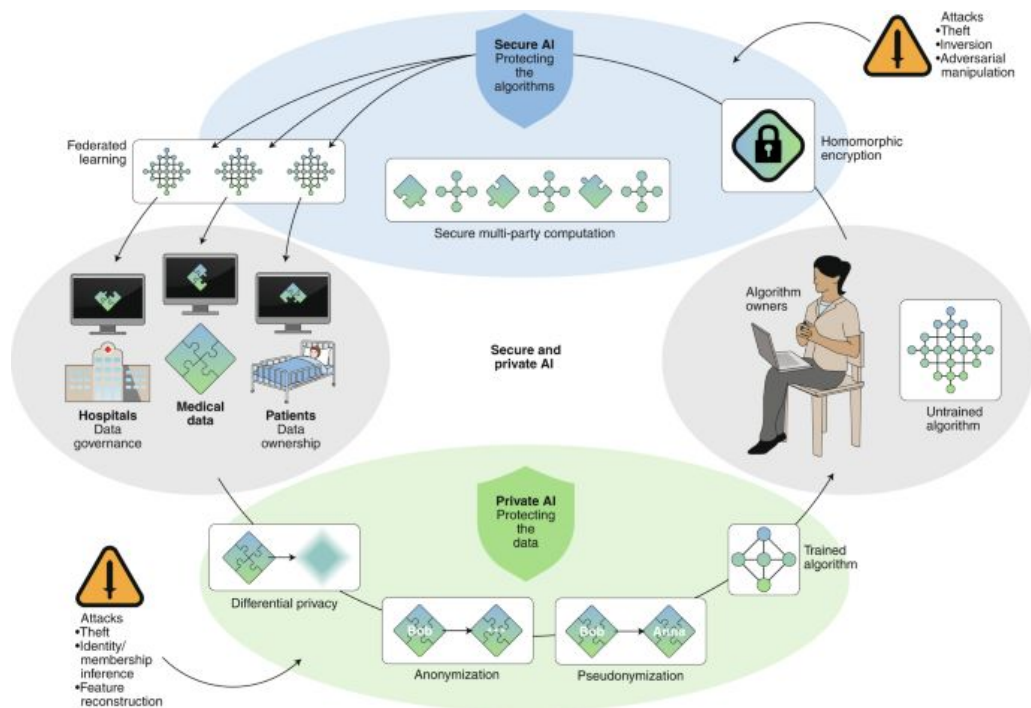 Secure AI
Protecting
the
algorithms
Attacks
•Theft
•Inversion
•Adversarial
manipulation
Federated
learning
Homomorphic
encryption
Secure multi-party computation
Algorithm
owners
Untrained
algorithm
Secure and
private AI
Hospitals
Data
governance
Medical
data
Patients
Data
ownership
Private AI
Protecting
the
data
Trained
algorithm
Differential privacy
Bob
***
Anonymization
Bob
Anna
Pseudonymization
Attacks
•Theft
•Identity/
membership
inference
•Feature
reconstruction